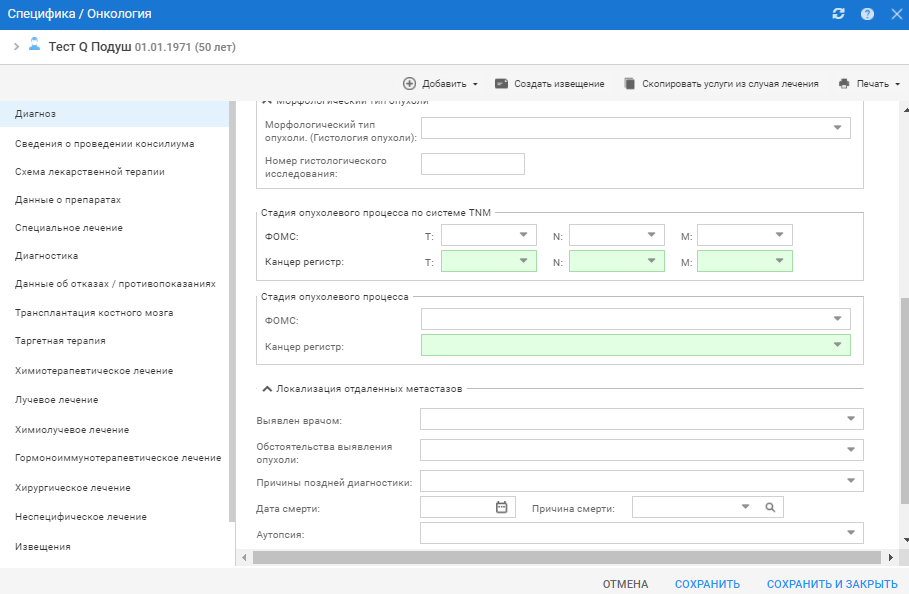 Специфика / Онкология
Тест Q Подуш 01.01.1971 (50 лет)
Добавить
Создать извещение
Скопировать услуги из случая лечения
Печать
Диагноз
Сведения о проведении консилиума
Схема лекарственной терапии
Данные о препаратах
Специальное лечение
Диагностика
Данные об отказах / противопоказаниях
Трансплантация костного мозга
Таргетная терапия
Химиотерапевтическое лечение
Лучевое лечение
Химиолучевое лечение
Гормоноиммунотерапевтическое лечение
Хирургическое лечение
Неспецифическое лечение
Извещения
Морфологический тип опухоли
Морфологический тип
опухоли. (Гистология опухоли):
Номер гистологического
исследования:
Стадия опухолевого процесса по системе TNM
ФОМС: T: N: M:
Канцер регистр: T: N: M:
Стадия опухолевого процесса
ФОМС:
Канцер регистр:
Локализация отдаленных метастазов
Выявлен врачом:
Обстоятельства выявления
опухоли:
Причины поздней диагностики:
Дата смерти: Причина смерти:
Аутопсия:
ОТМЕНА СОХРАНИТЬ СОХРАНИТЬ И ЗАКРЫТЬ